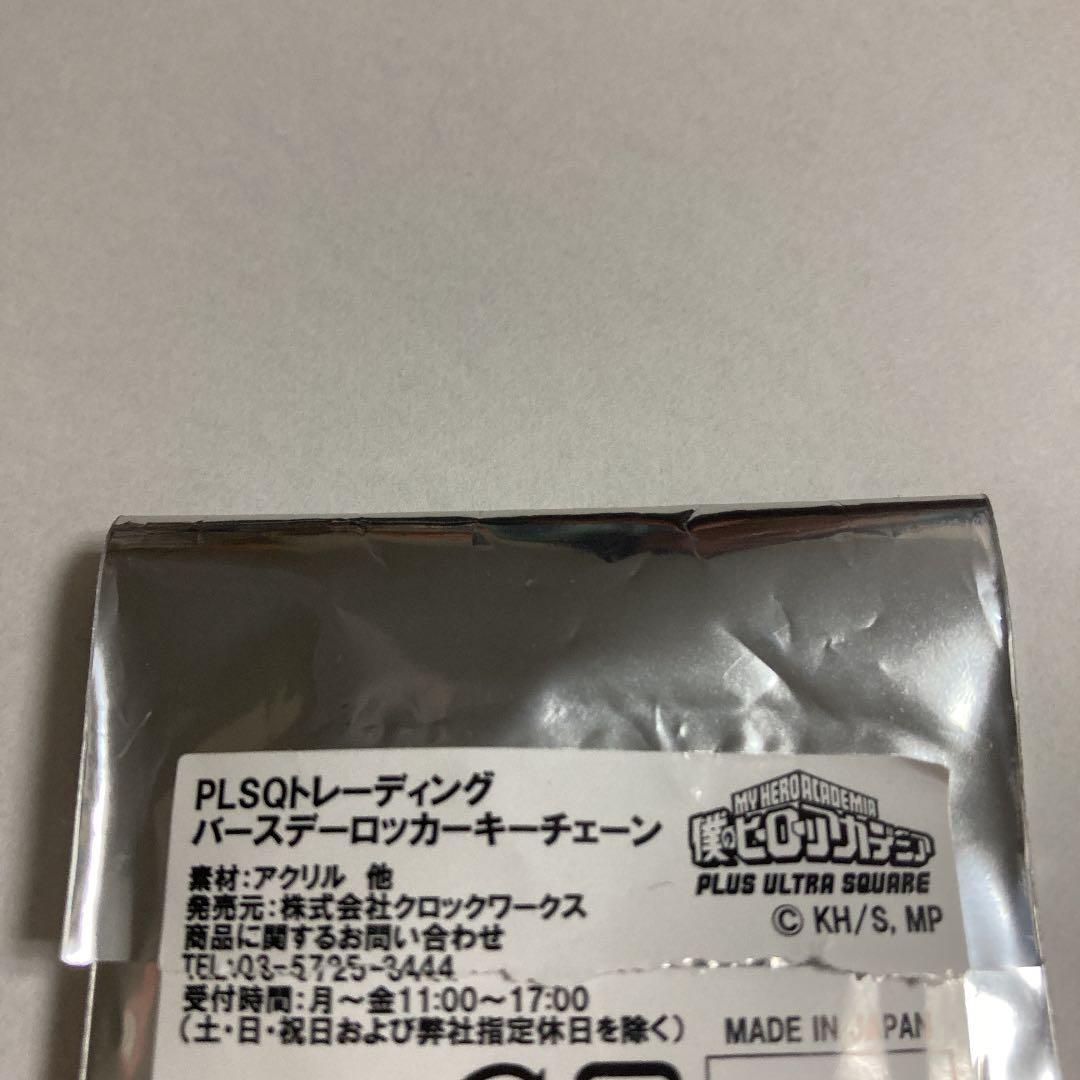 PLSQトレーディング
バースデーロッカーキーチェーン
素材:アクリル 他
発売元:株式会社クロックワークス
商品に関するお問い合わせ
TEL:03-5725-3444
受付時間:月〜金11:00〜17:00
(土・日・祝日および弊社指定休日を除く)
MY HERO ACADEMIA
僕のヒーローアカデミア
PLUS ULTRA SQUARE
© KH/S, MP
MADE IN JAPAN